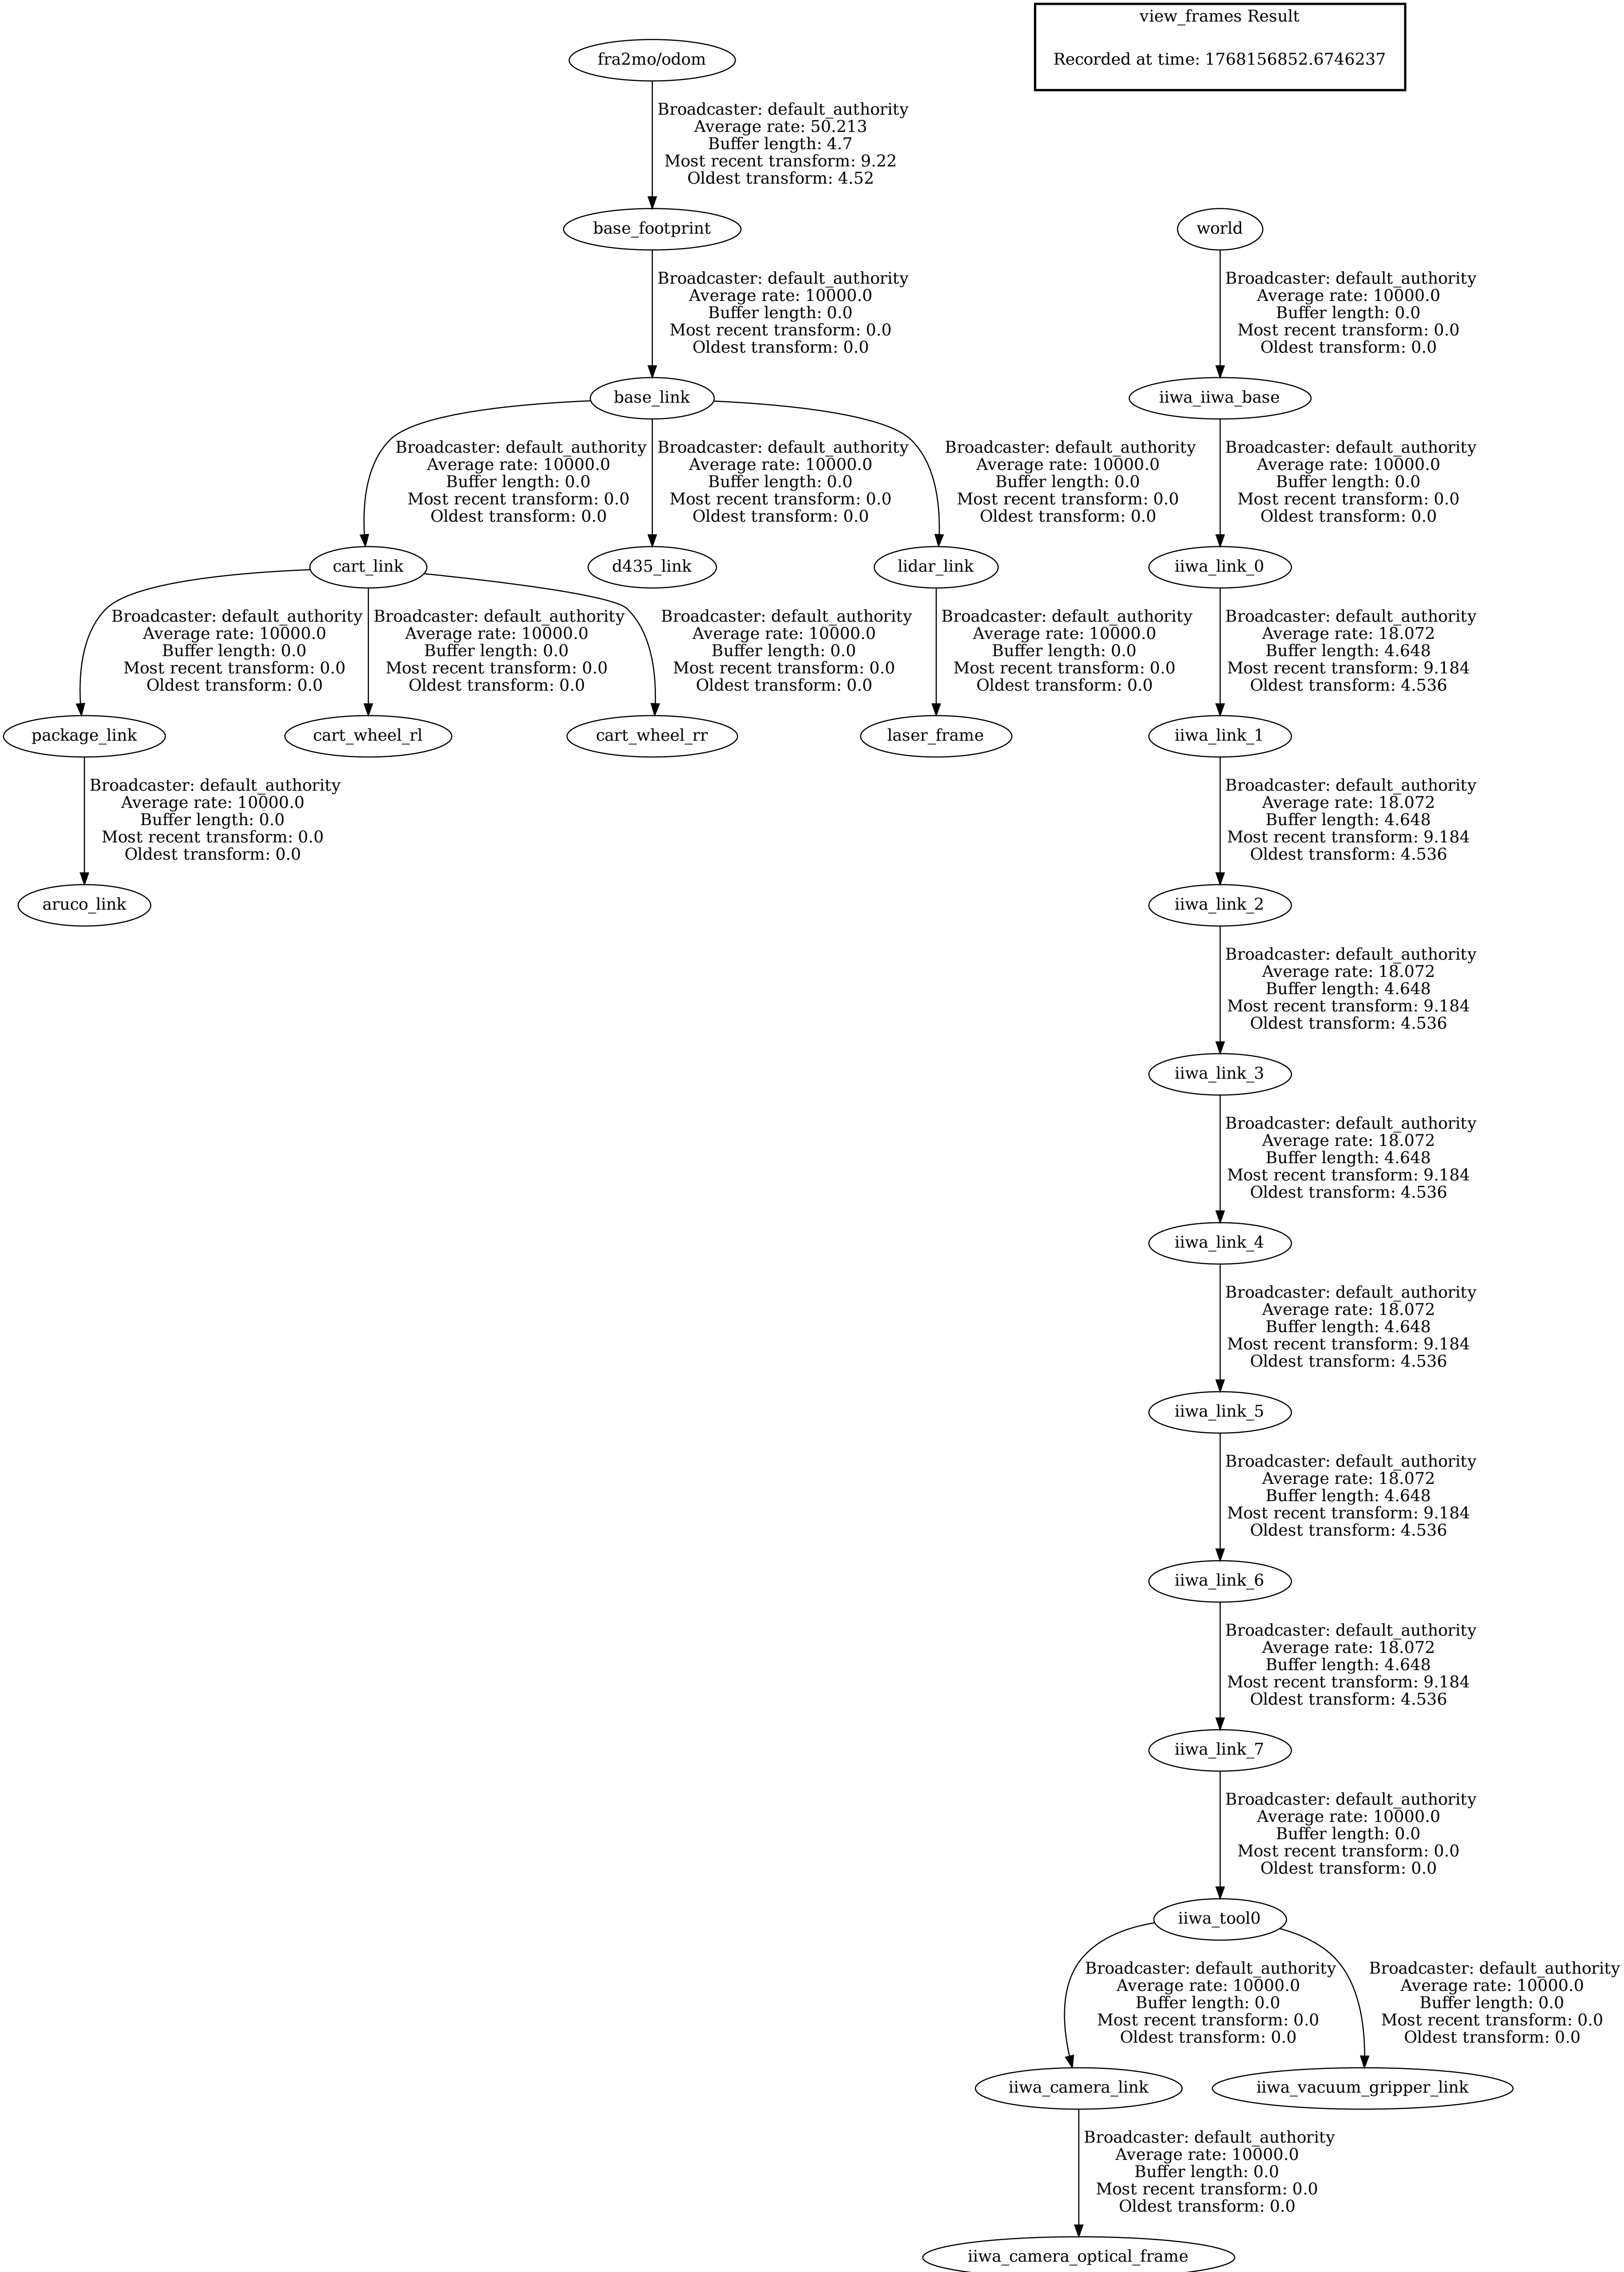 view_frames Result
Recorded at time: 1768156852.6746237
fra2mo/odom
Broadcaster: default_authority
Average rate: 50.213
Buffer length: 4.7
Most recent transform: 9.22
Oldest transform: 4.52
base_footprint
Broadcaster: default_authority
Average rate: 10000.0
Buffer length: 0.0
Most recent transform: 0.0
Oldest transform: 0.0
base_link
Broadcaster: default_authority
Average rate: 10000.0
Buffer length: 0.0
Most recent transform: 0.0
Oldest transform: 0.0
Broadcaster: default_authority
Average rate: 10000.0
Buffer length: 0.0
Most recent transform: 0.0
Oldest transform: 0.0
Broadcaster: default_authority
Average rate: 10000.0
Buffer length: 0.0
Most recent transform: 0.0
Oldest transform: 0.0
cart_link
d435_link
lidar_link
Broadcaster: default_authority
Average rate: 10000.0
Buffer length: 0.0
Most recent transform: 0.0
Oldest transform: 0.0
Broadcaster: default_authority
Average rate: 10000.0
Buffer length: 0.0
Most recent transform: 0.0
Oldest transform: 0.0
Broadcaster: default_authority
Average rate: 10000.0
Buffer length: 0.0
Most recent transform: 0.0
Oldest transform: 0.0
Broadcaster: default_authority
Average rate: 10000.0
Buffer length: 0.0
Most recent transform: 0.0
Oldest transform: 0.0
package_link
cart_wheel_rl
cart_wheel_rr
laser_frame
Broadcaster: default_authority
Average rate: 10000.0
Buffer length: 0.0
Most recent transform: 0.0
Oldest transform: 0.0
aruco_link
world
Broadcaster: default_authority
Average rate: 10000.0
Buffer length: 0.0
Most recent transform: 0.0
Oldest transform: 0.0
iiwa_iiwa_base
Broadcaster: default_authority
Average rate: 10000.0
Buffer length: 0.0
Most recent transform: 0.0
Oldest transform: 0.0
iiwa_link_0
Broadcaster: default_authority
Average rate: 18.072
Buffer length: 4.648
Most recent transform: 9.184
Oldest transform: 4.536
iiwa_link_1
Broadcaster: default_authority
Average rate: 18.072
Buffer length: 4.648
Most recent transform: 9.184
Oldest transform: 4.536
iiwa_link_2
Broadcaster: default_authority
Average rate: 18.072
Buffer length: 4.648
Most recent transform: 9.184
Oldest transform: 4.536
iiwa_link_3
Broadcaster: default_authority
Average rate: 18.072
Buffer length: 4.648
Most recent transform: 9.184
Oldest transform: 4.536
iiwa_link_4
Broadcaster: default_authority
Average rate: 18.072
Buffer length: 4.648
Most recent transform: 9.184
Oldest transform: 4.536
iiwa_link_5
Broadcaster: default_authority
Average rate: 18.072
Buffer length: 4.648
Most recent transform: 9.184
Oldest transform: 4.536
iiwa_link_6
Broadcaster: default_authority
Average rate: 18.072
Buffer length: 4.648
Most recent transform: 9.184
Oldest transform: 4.536
iiwa_link_7
Broadcaster: default_authority
Average rate: 10000.0
Buffer length: 0.0
Most recent transform: 0.0
Oldest transform: 0.0
iiwa_tool0
Broadcaster: default_authority
Average rate: 10000.0
Buffer length: 0.0
Most recent transform: 0.0
Oldest transform: 0.0
Broadcaster: default_authority
Average rate: 10000.0
Buffer length: 0.0
Most recent transform: 0.0
Oldest transform: 0.0
iiwa_camera_link
iiwa_vacuum_gripper_link
Broadcaster: default_authority
Average rate: 10000.0
Buffer length: 0.0
Most recent transform: 0.0
Oldest transform: 0.0
iiwa_camera_optical_frame